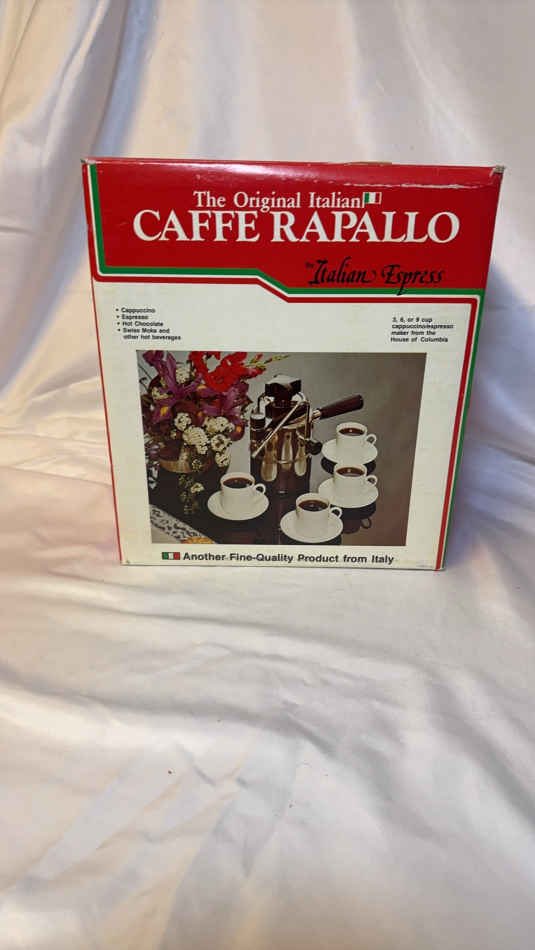 The Original Italian
CAFFE RAPALLO
The Italian Espress
• Cappuccino
• Espresso
• Hot Chocolate
• Swiss Moka and
other hot beverages
3, 6, or 9 cup
cappuccino/espresso
maker from the
House of Columbia
Another Fine-Quality Product from Italy